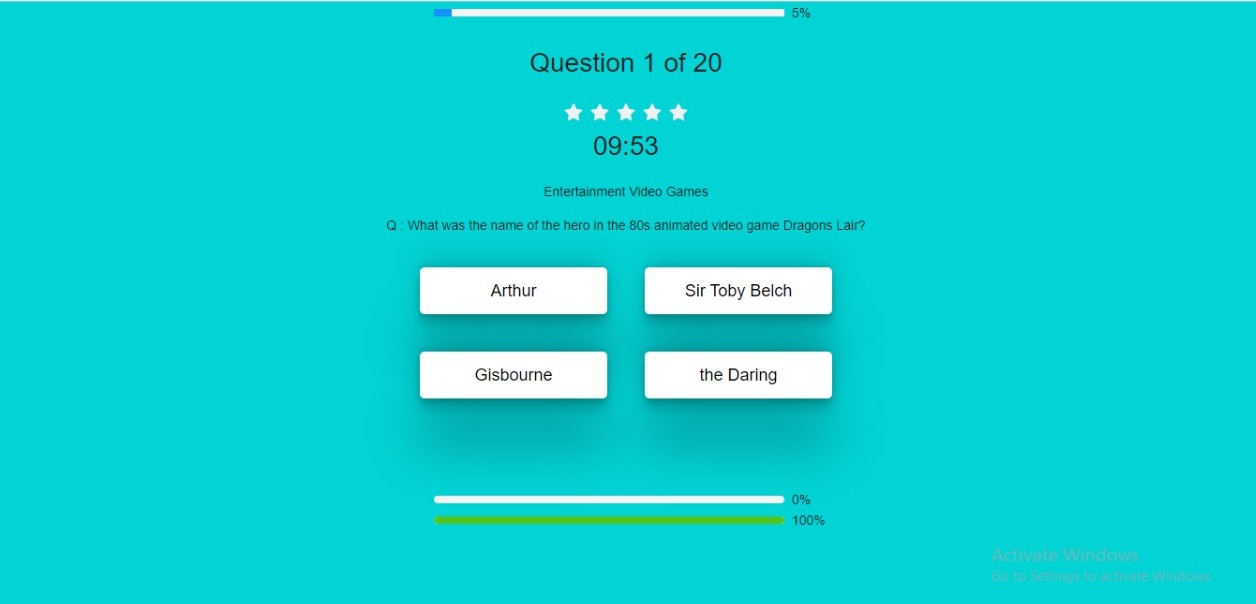 5%
Question 1 of 20
09:53
Entertainment Video Games
Q : What was the name of the hero in the 80s animated video game Dragons Lair?
Arthur
Sir Toby Belch
Gisbourne
the Daring
0%
100%
Activate Windows
Go to Settings to activate Windows.